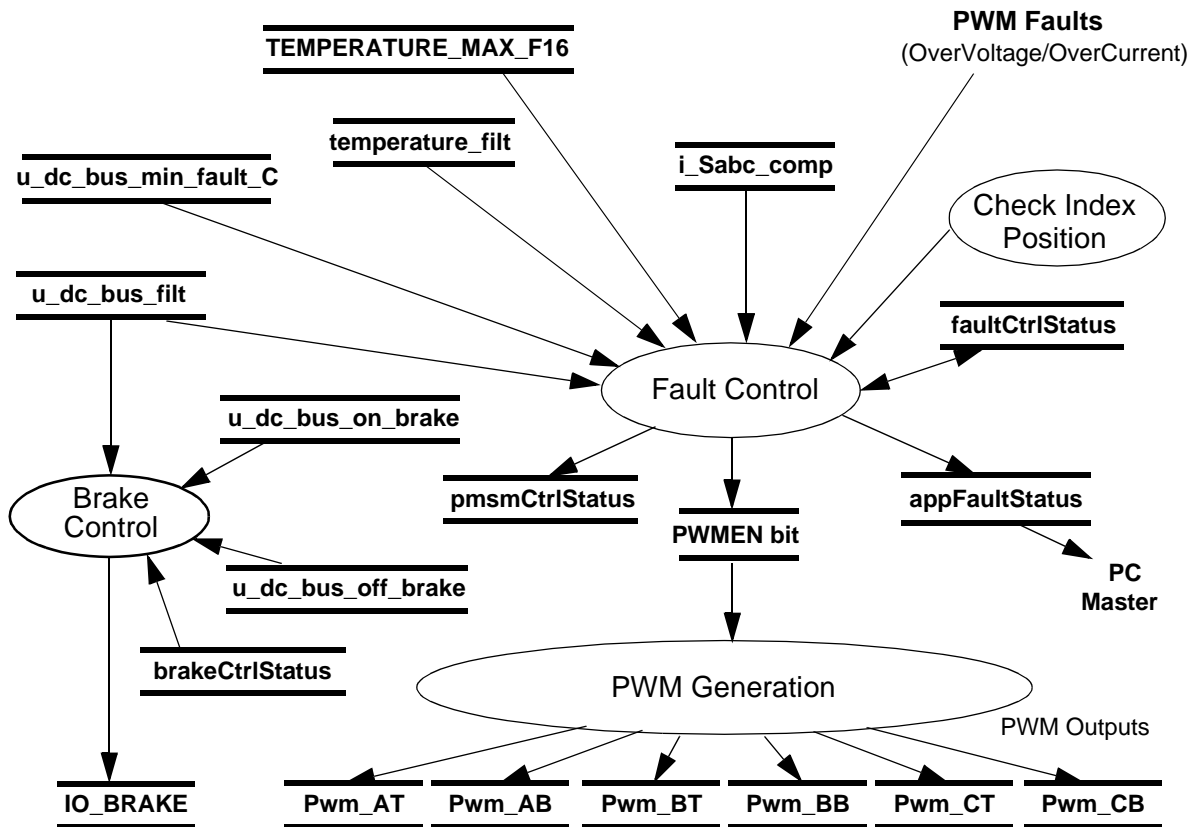 PWM Faults
(OverVoltage/OverCurrent)
TEMPERATURE_MAX_F16
temperature_filt
i_Sabc_comp
u_dc_bus_min_fault_C
Check Index
Position
u_dc_bus_filt
faultCtrlStatus
Fault Control
u_dc_bus_on_brake
pmsmCtrlStatus
appFaultStatus
Brake
Control
PWMEN bit
u_dc_bus_off_brake
PC
Master
brakeCtrlStatus
PWM Generation
PWM Outputs
IO_BRAKE
Pwm_AT
Pwm_AB
Pwm_BT
Pwm_BB
Pwm_CT
Pwm_CB